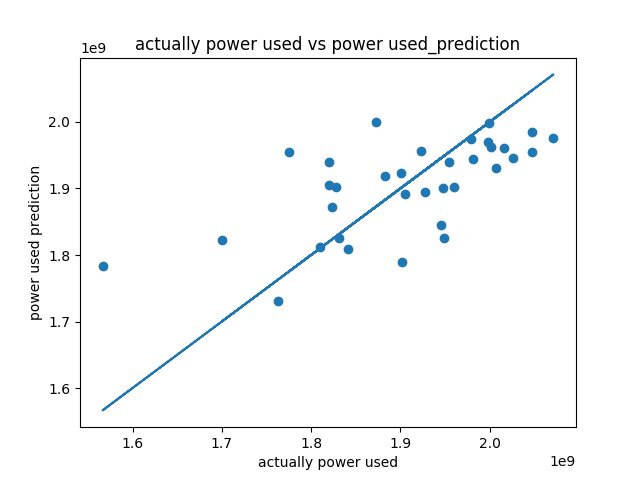 actually power used vs power used_prediction
1e9
2.0
1.9
1.8
1.7
1.6
power used prediction
1.6 1.7 1.8 1.9 2.0
actually power used
1e9